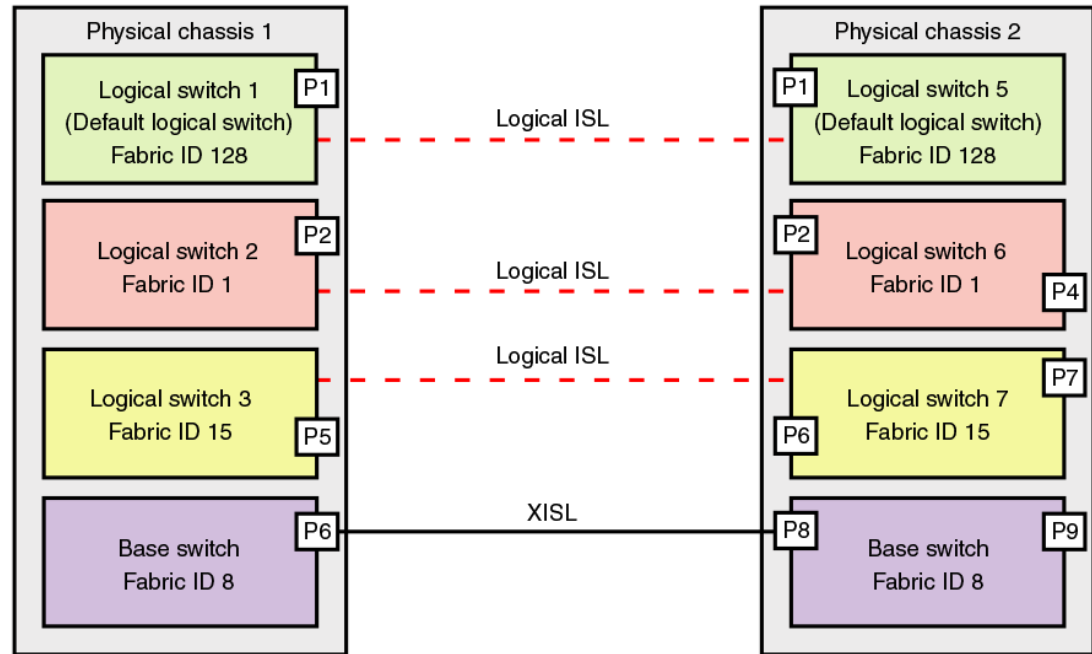 Physical chassis 1
Logical switch 1
(Default logical switch)
Fabric ID 128
P1
Logical switch 2
Fabric ID 1
P2
Logical switch 3
Fabric ID 15
P5
Base switch
Fabric ID 8
P6
Logical ISL
Logical ISL
Logical ISL
XISL
Physical chassis 2
P1
Logical switch 5
(Default logical switch)
Fabric ID 128
P2
Logical switch 6
Fabric ID 1
P4
P7
Logical switch 7
Fabric ID 15
P6
P8
Base switch
Fabric ID 8
P9